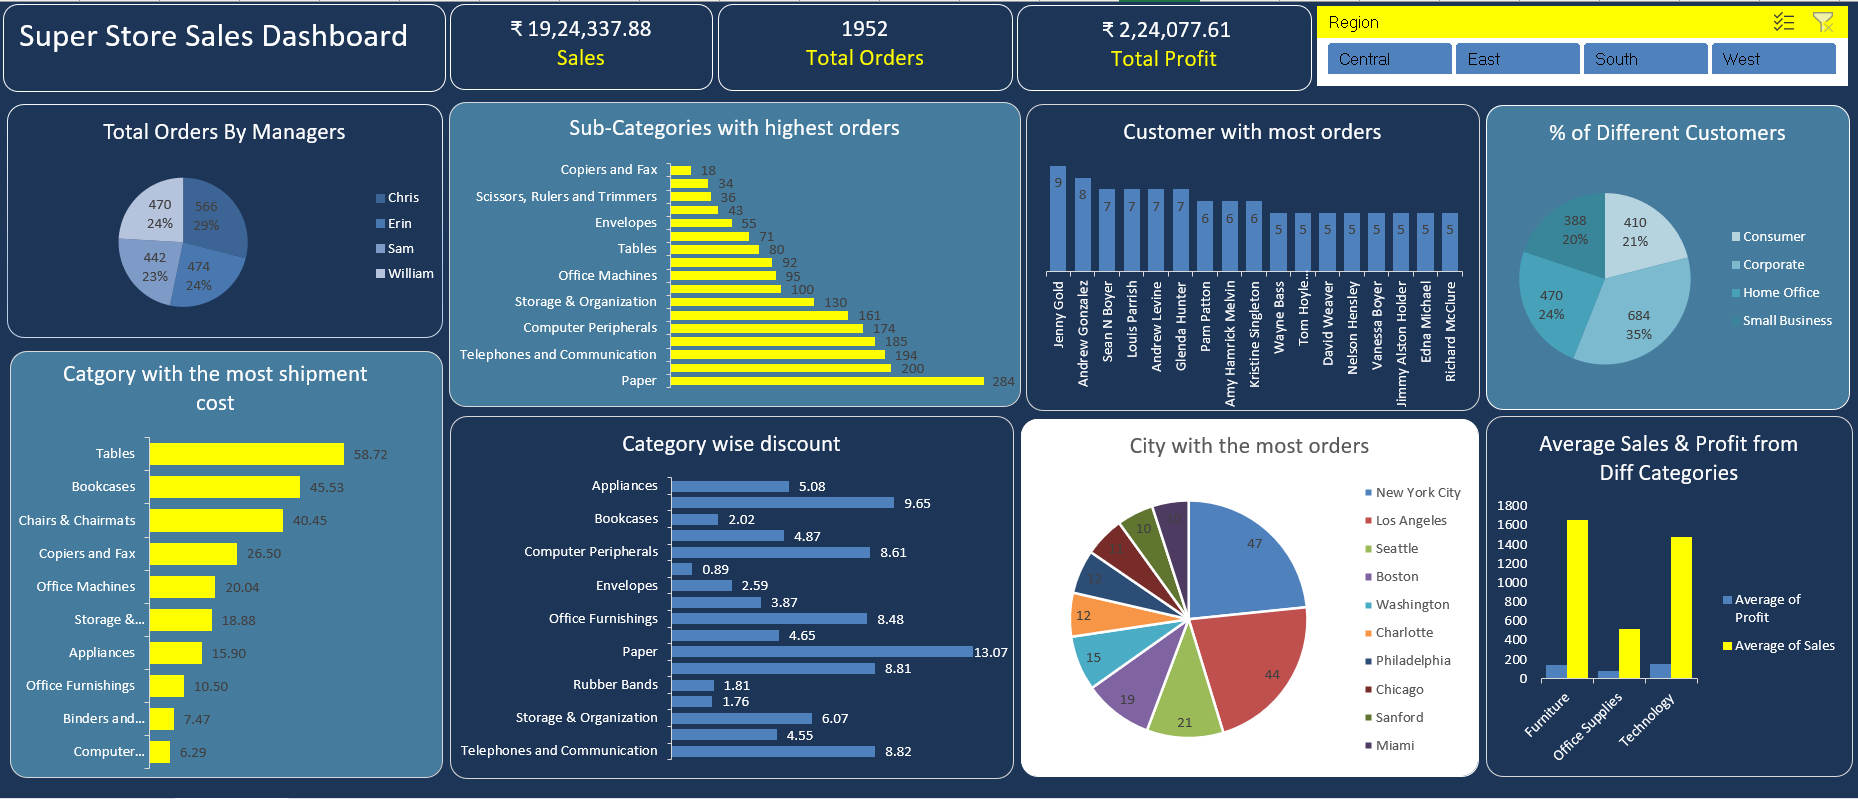 Super Store Sales Dashboard
₹ 19,24,337.88
Sales
1952
Total Orders
₹ 2,24,077.61
Total Profit
Region
Central
East
South
West
Total Orders By Managers
470
24%
566
29%
442
23%
474
24%
Chris
Erin
Sam
William
Sub-Categories with highest orders
Copiers and Fax
18
34
Scissors, Rulers and Trimmers
36
43
Envelopes
55
71
Tables
80
92
Office Machines
95
100
Storage & Organization
130
161
Computer Peripherals
174
185
Telephones and Communication
194
200
Paper
284
Customer with most orders
9
8
7
7
7
7
6
6
6
5
5
5
5
5
5
5
5
Jenny Gold
Andrew Gonzalez
Sean N Boyer
Louis Parrish
Andrew Levine
Glenda Hunter
Pam Patton
Amy Hamrick Melvin
Kristine Singleton
Wayne Bass
Tom Hoyle…
David Weaver
Nelson Hensley
Vanessa Boyer
Jimmy Alston Holder
Edna Michael
Richard McClure
% of Different Customers
388
20%
410
21%
470
24%
684
35%
Consumer
Corporate
Home Office
Small Business
Catgory with the most shipment
cost
Tables
58.72
Bookcases
45.53
Chairs & Chairmats
40.45
Copiers and Fax
26.50
Office Machines
20.04
Storage &…
18.88
Appliances
15.90
Office Furnishings
10.50
Binders and…
7.47
Computer…
6.29
Category wise discount
Appliances
5.08
9.65
Bookcases
2.02
4.87
Computer Peripherals
8.61
0.89
Envelopes
2.59
3.87
Office Furnishings
8.48
4.65
Paper
13.07
8.81
Rubber Bands
1.81
1.76
Storage & Organization
6.07
4.55
Telephones and Communication
8.82
City with the most orders
47
44
21
19
15
12
10
New York City
Los Angeles
Seattle
Boston
Washington
Charlotte
Philadelphia
Chicago
Sanford
Miami
Average Sales & Profit from
Diff Categories
1800
1600
1400
1200
1000
800
600
400
200
0
Furniture
Office Supplies
Technology
Average of
Profit
Average of Sales